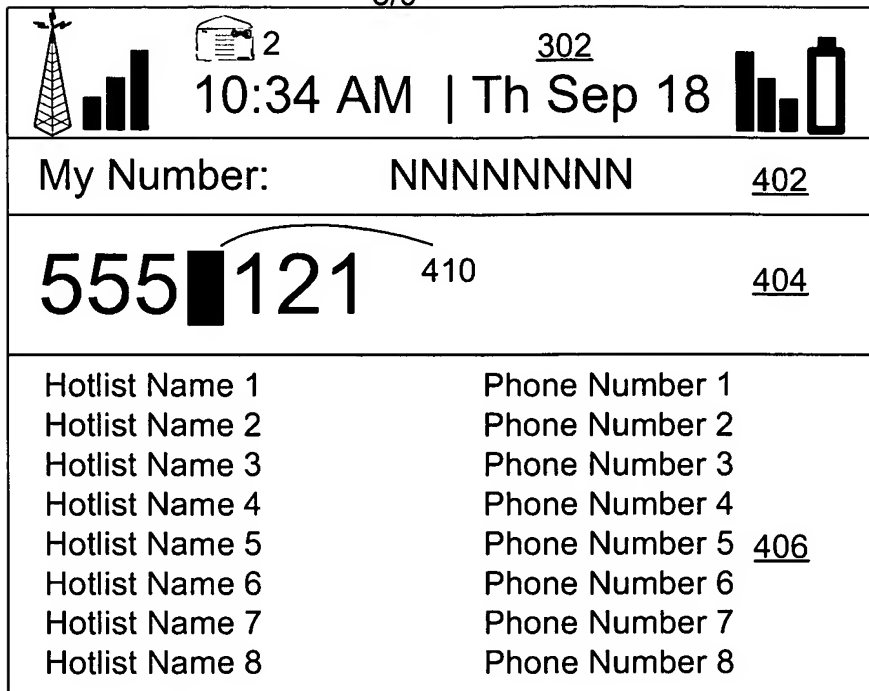 2 302
10:34 AM | Th Sep 18
My Number: NNNNNNNN 402
555 121 410 404
Hotlist Name 1 Phone Number 1
Hotlist Name 2 Phone Number 2
Hotlist Name 3 Phone Number 3
Hotlist Name 4 Phone Number 4
Hotlist Name 5 Phone Number 5 406
Hotlist Name 6 Phone Number 6
Hotlist Name 7 Phone Number 7
Hotlist Name 8 Phone Number 8